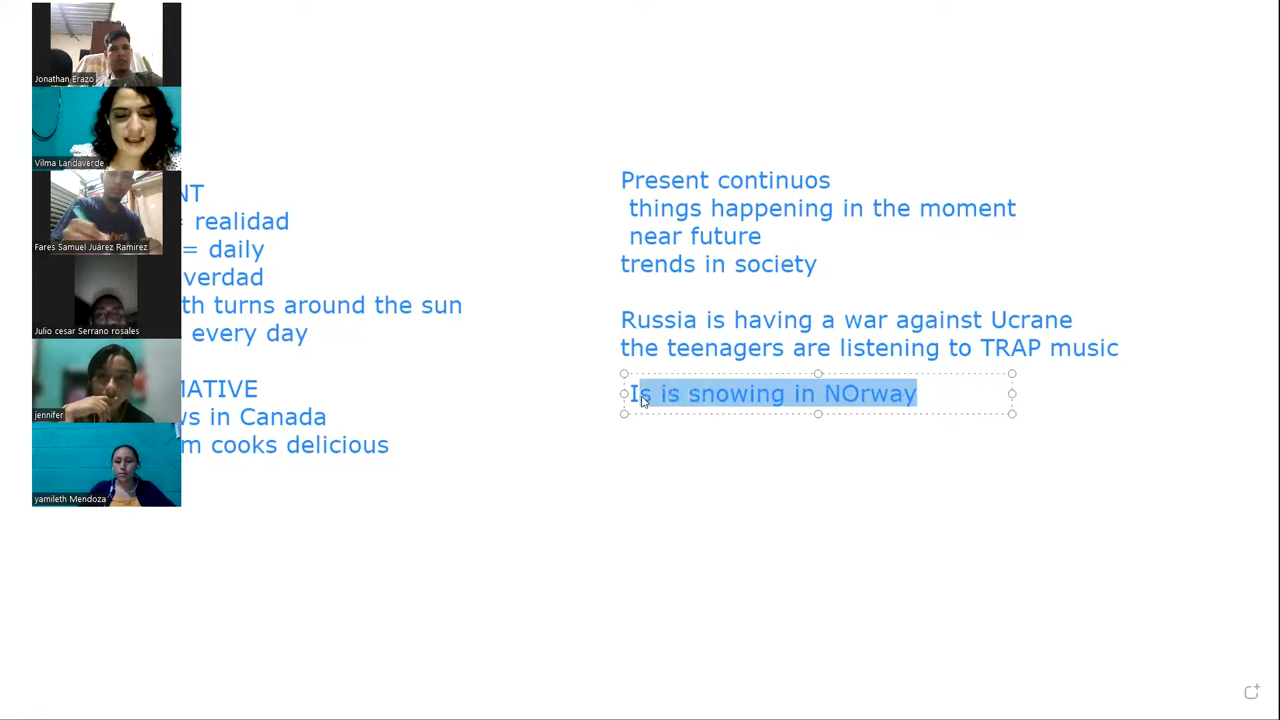 Jonathan Erazo
Vilma Landaverde
Fares Samuel Juárez Ramirez
Julio cesar Serrano rosales
jennifer
yamileth Mendoza
NT
= realidad
= daily
verdad
th turns around the sun
every day
MATIVE
ws in Canada
m cooks delicious
Present continuos
things happening in the moment
near future
trends in society
Russia is having a war against Ucrane
the teenagers are listening to TRAP music
Is is snowing in NOrway